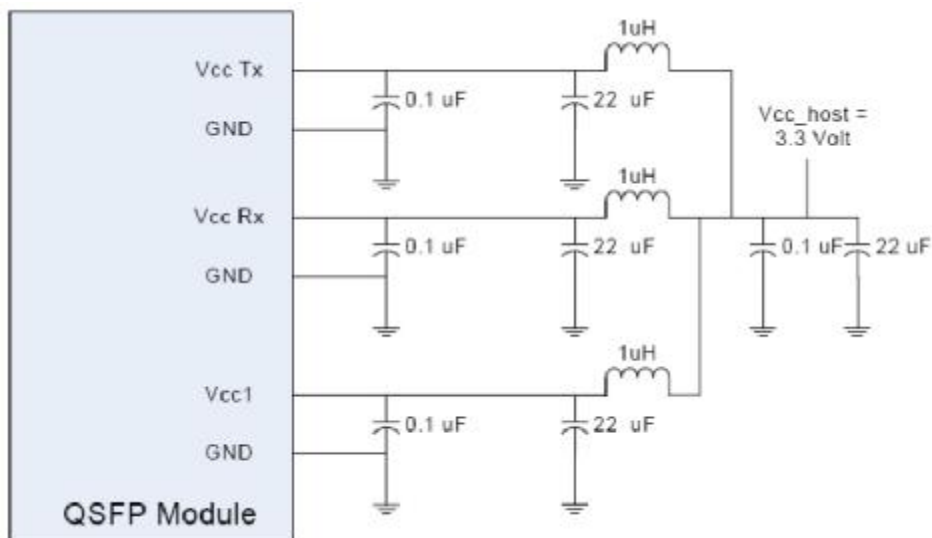 1uH
Vcc Tx
0.1 uF
22 uF
GND
Vcc_host =
3.3 Volt
1uH
Vcc Rx
0.1 uF
22 uF
0.1 uF
22 uF
GND
1uH
Vcc1
0.1 uF
22 uF
GND
QSFP Module